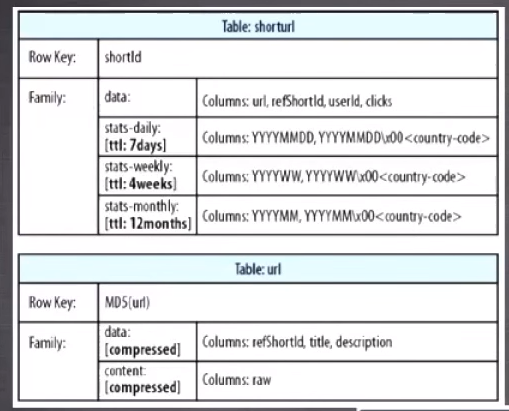 Table: shorturl
Row Key: shortId
Family: data: Columns: url, refShortId, userId, clicks
stats-daily: [ttl: 7days] Columns: YYYYMMDD, YYYYMMDD\x00<country-code>
stats-weekly: [ttl: 4weeks] Columns: YYYYWW, YYYYWW\x00<country-code>
stats-monthly: [ttl: 12months] Columns: YYYYMM, YYYYMM\x00<country-code>
Table: url
Row Key: MD5(url)
Family: data: [compressed] Columns: refShortId, title, description
content: [compressed] Columns: raw